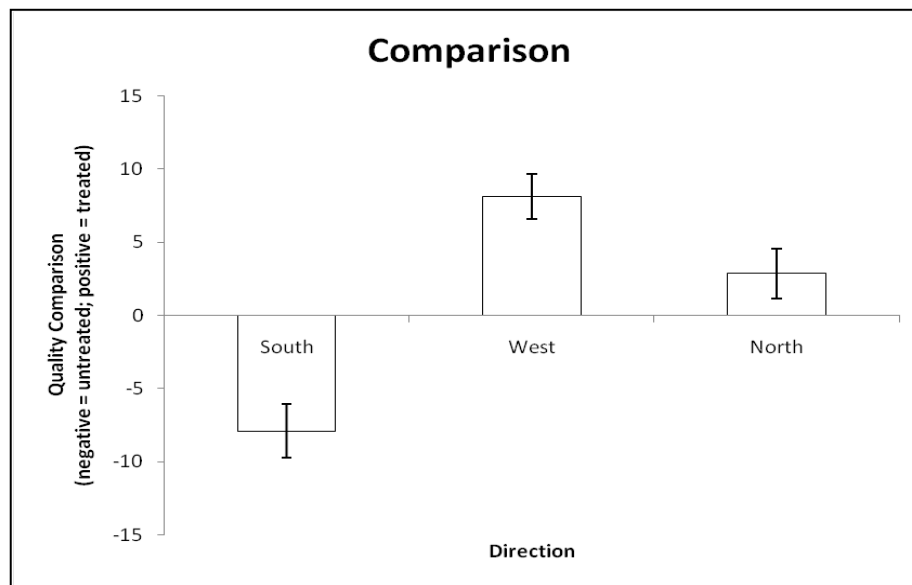 Comparison
Quality Comparison
(negative = untreated; positive = treated)
15
10
5
0
-5
-10
-15
South
West
North
Direction